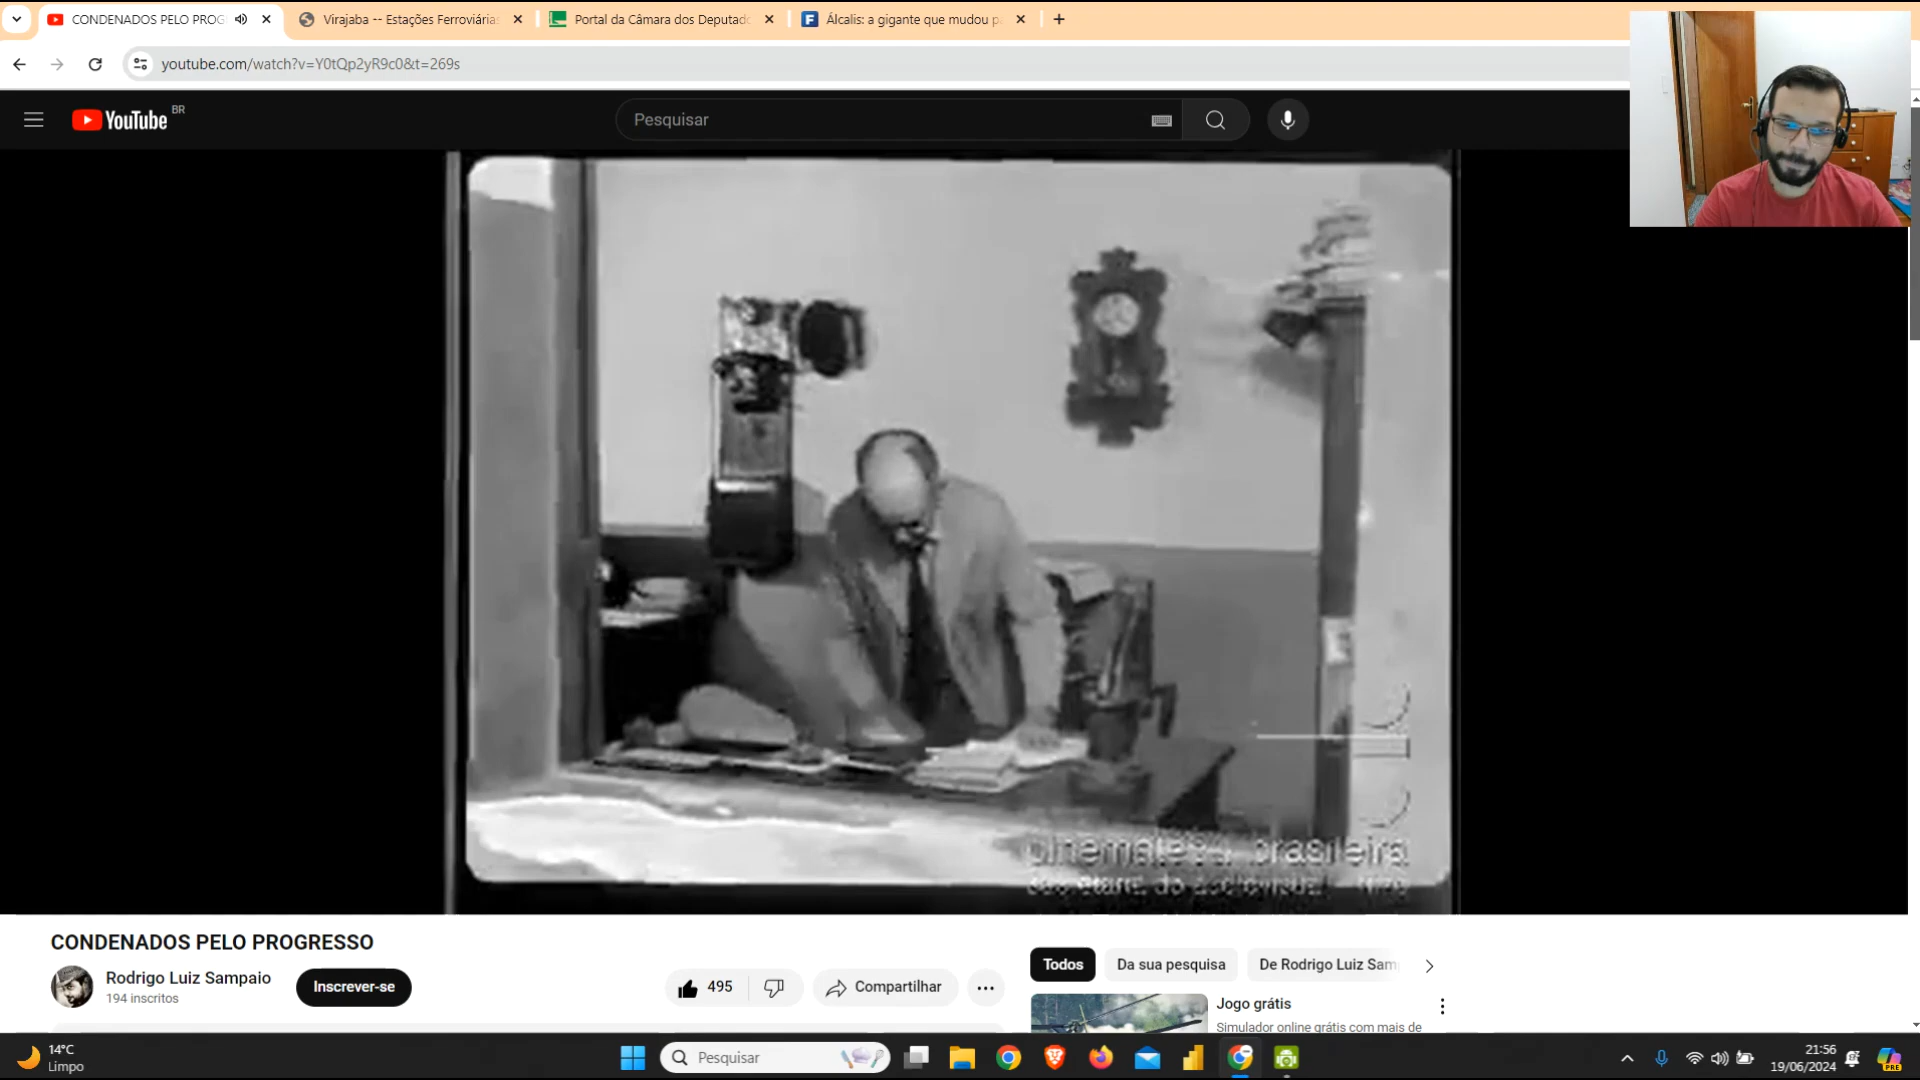 CONDENADOS PELO PROG
Virajaba -- Estações Ferroviária
Portal da Câmara dos Deputad
Álcalis: a gigante que mudou p
youtube.com/watch?v=Y0tQp2yR9c0&t=269s
YouTube BR
Pesquisar
cinemateca brasileira
CONDENADOS PELO PROGRESSO
Rodrigo Luiz Sampaio
194 inscritos
Inscrever-se
495
Compartilhar
Todos
Da sua pesquisa
De Rodrigo Luiz Sam
Jogo grátis
Simulador online grátis com mais de
14°C
Limpo
Pesquisar
21:56
19/06/2024
PRE